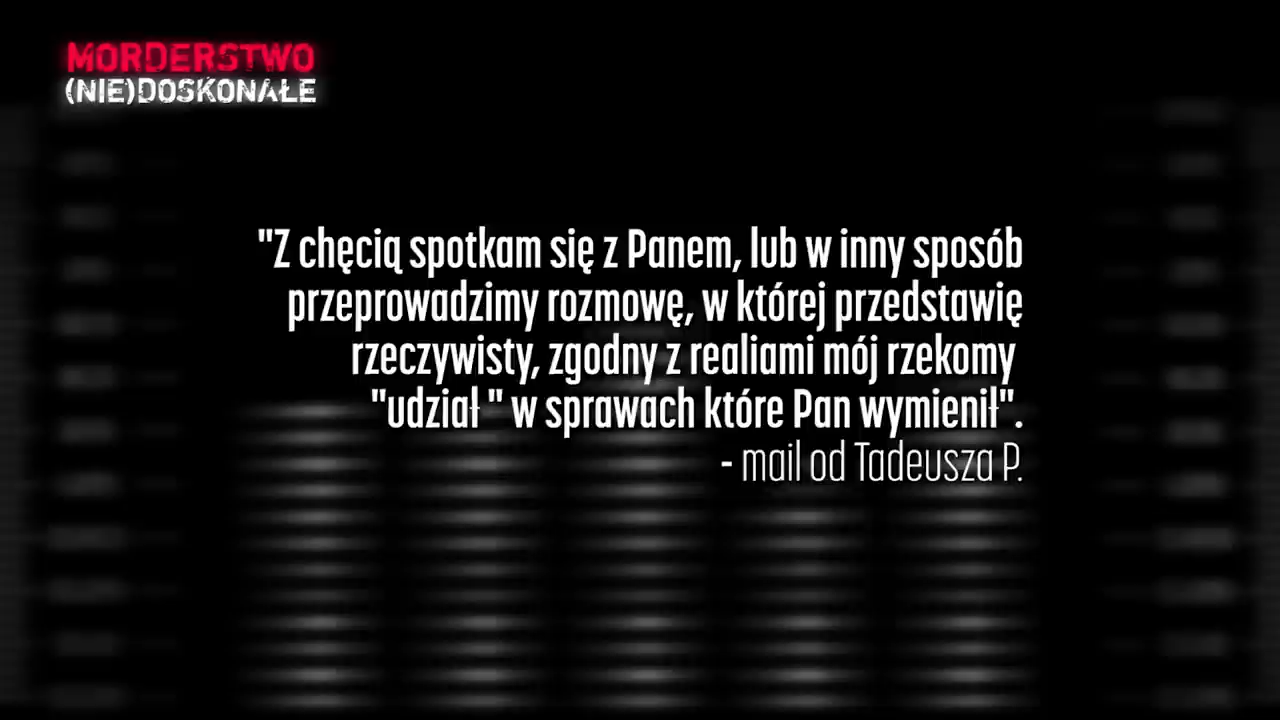 MORDERSTWO
(NIE)DOSKONAŁE
"Z chęcią spotkam się z Panem, lub w inny sposób
przeprowadzimy rozmowę, w której przedstawię
rzeczywisty, zgodny z realiami mój rzekomy
"udział " w sprawach które Pan wymienił".
- mail od Tadeusza P.